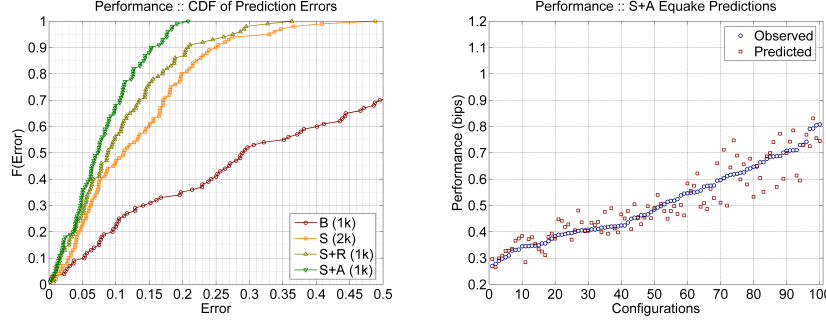 Performance :: CDF of Prediction Errors
1
0.9
0.8
0.7
0.6
0.5
0.4
0.3
0.2
0.1
0
F(Error)
B (1k)
S (2k)
S+R (1k)
S+A (1k)
0 0.05 0.1 0.15 0.2 0.25 0.3 0.35 0.4 0.45 0.5
Error
Performance :: S+A Equake Predictions
1.2
1.1
1
0.9
0.8
0.7
0.6
0.5
0.4
0.3
0.2
Performance (bips)
Observed
Predicted
0 10 20 30 40 50 60 70 80 90 100
Configurations